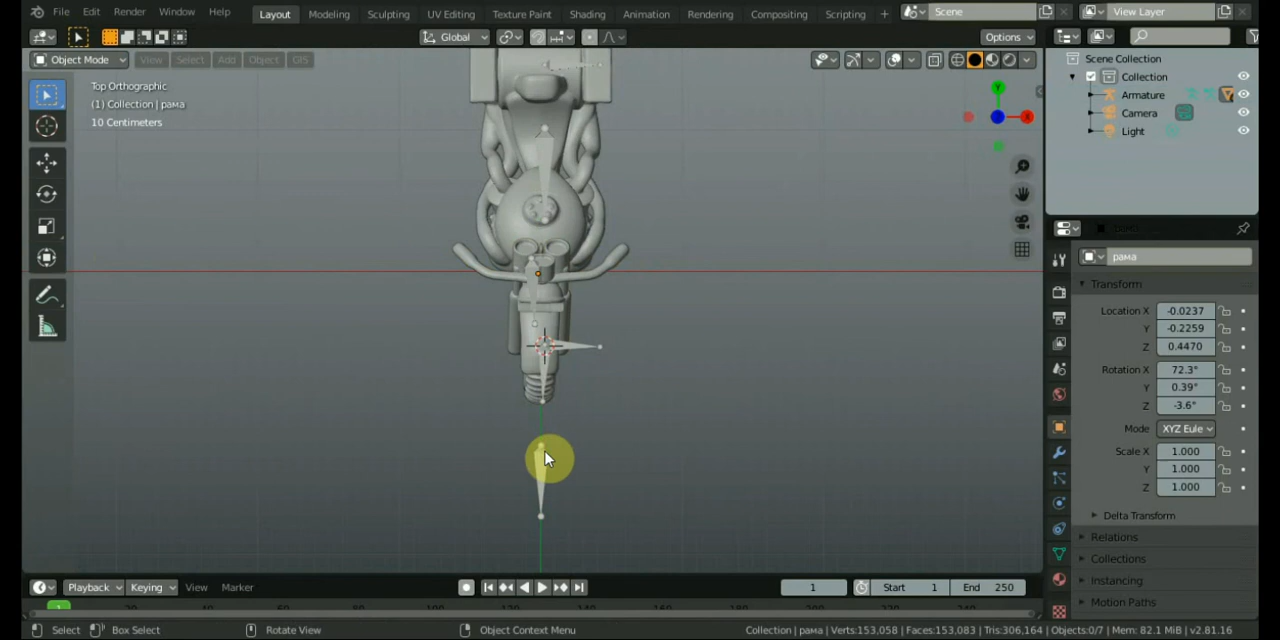 File Edit Render Window Help Layout Modeling Sculpting UV Editing Texture Paint Shading Animation Rendering Compositing Scripting + Scene View Layer
Global Options
Object Mode View Select Add Object GIS
Top Orthographic
(1) Collection | рама
10 Centimeters
Y
X
Z
Scene Collection
Collection
Armature
Camera
Light
рама
рама
Transform
Location X -0.0237
Y -0.2259
Z 0.4470
Rotation X 72.3°
Y 0.39°
Z -3.6°
Mode XYZ Eule
Scale X 1.000
Y 1.000
Z 1.000
Delta Transform
Relations
Collections
Instancing
Motion Paths
Playback Keying View Marker 1 Start 1 End 250
1
Select Box Select Rotate View Object Context Menu Collection | рама | Verts:153,058 | Faces:153,083 | Tris:306,164 | Objects:0/7 | Mem: 82.1 MiB | v2.81.16